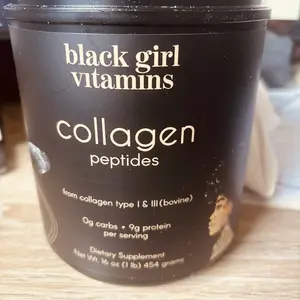 black girl
vitamins
collagen
peptides
from collagen type I & III (bovine)
0g carbs + 9g protein
per serving
Dietary Supplement
Net Wt 16 oz (1 lb) 454 grams